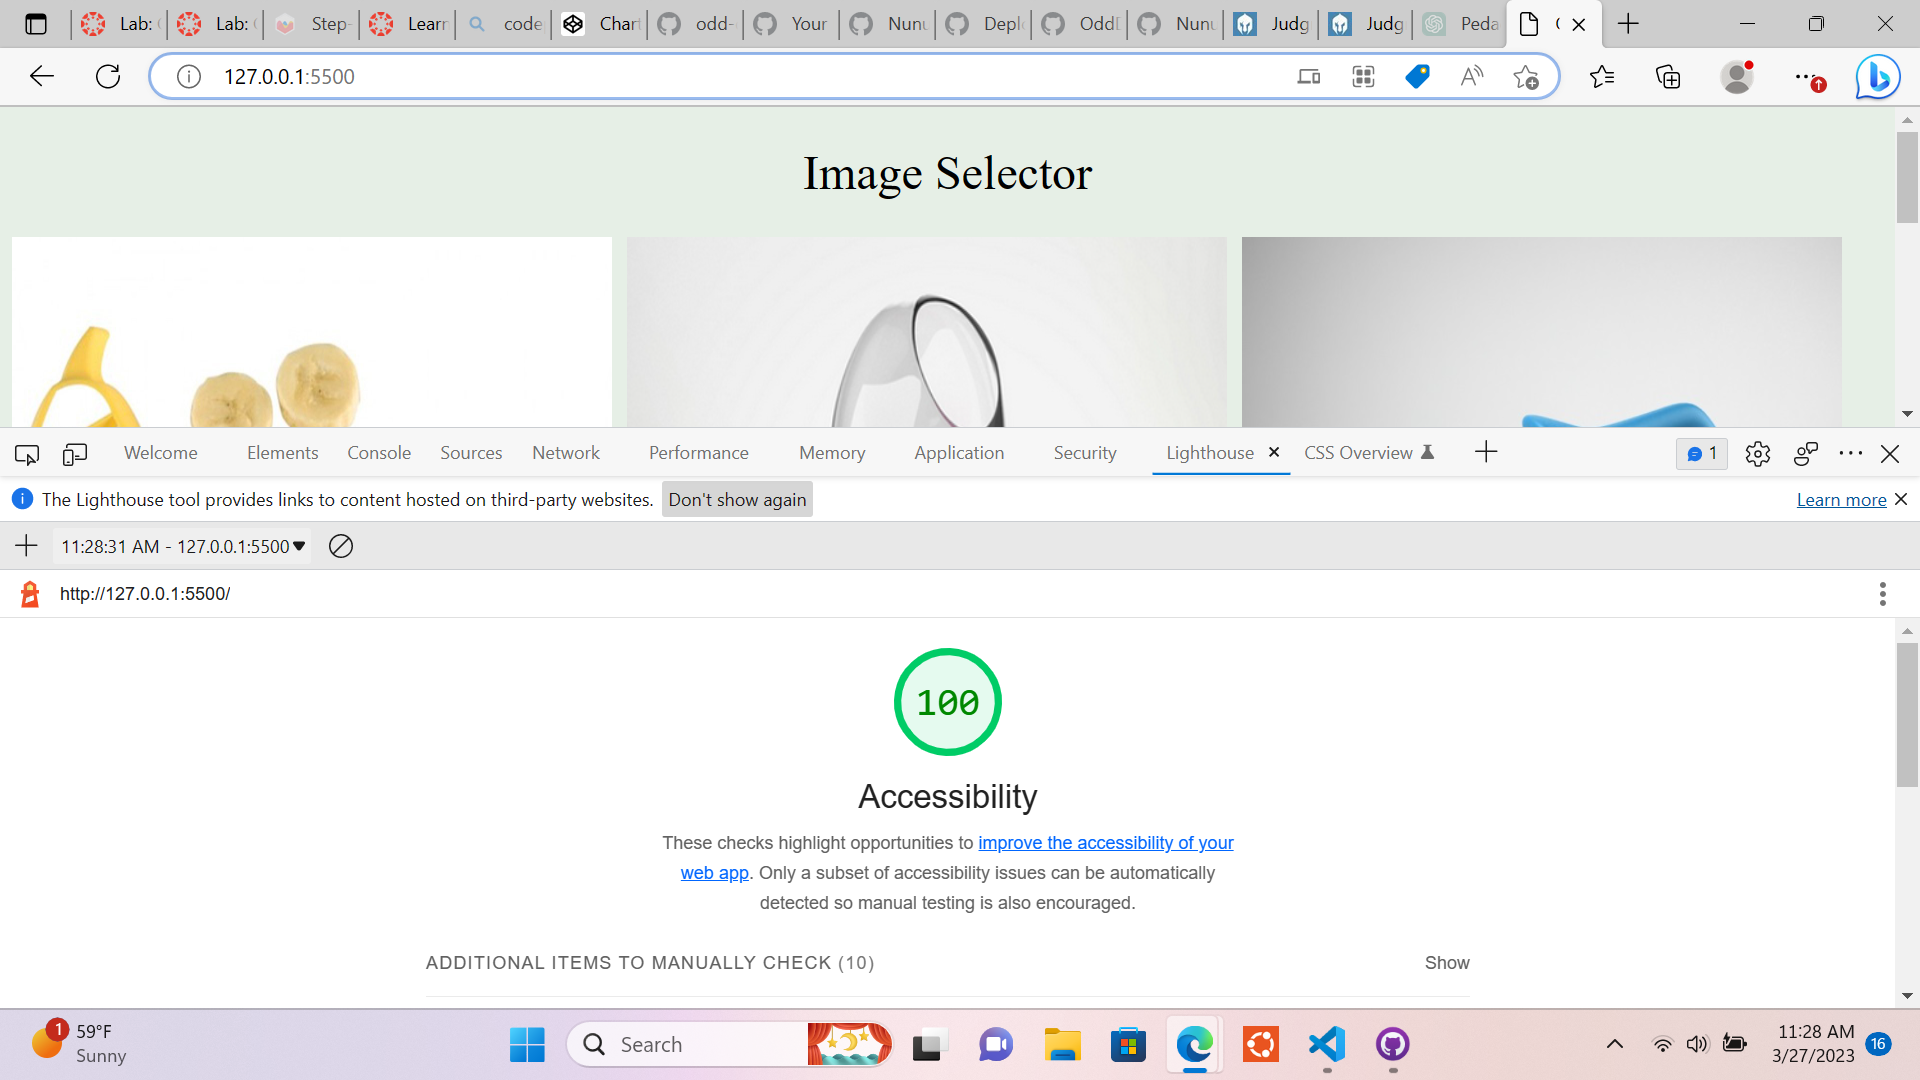 Lab: Lab: Step- Learn code Chart odd- Your Nunu Deplo Odd Nunu Judg Judg Peda
127.0.0.1:5500
Image Selector
Welcome Elements Console Sources Network Performance Memory Application Security Lighthouse CSS Overview 1
The Lighthouse tool provides links to content hosted on third-party websites. Don't show again Learn more
11:28:31 AM - 127.0.0.1:5500
http://127.0.0.1:5500/
100
Accessibility
These checks highlight opportunities to improve the accessibility of your
web app. Only a subset of accessibility issues can be automatically
detected so manual testing is also encouraged.
ADDITIONAL ITEMS TO MANUALLY CHECK (10) Show
1 59°F
Sunny
Search
11:28 AM
3/27/2023
16